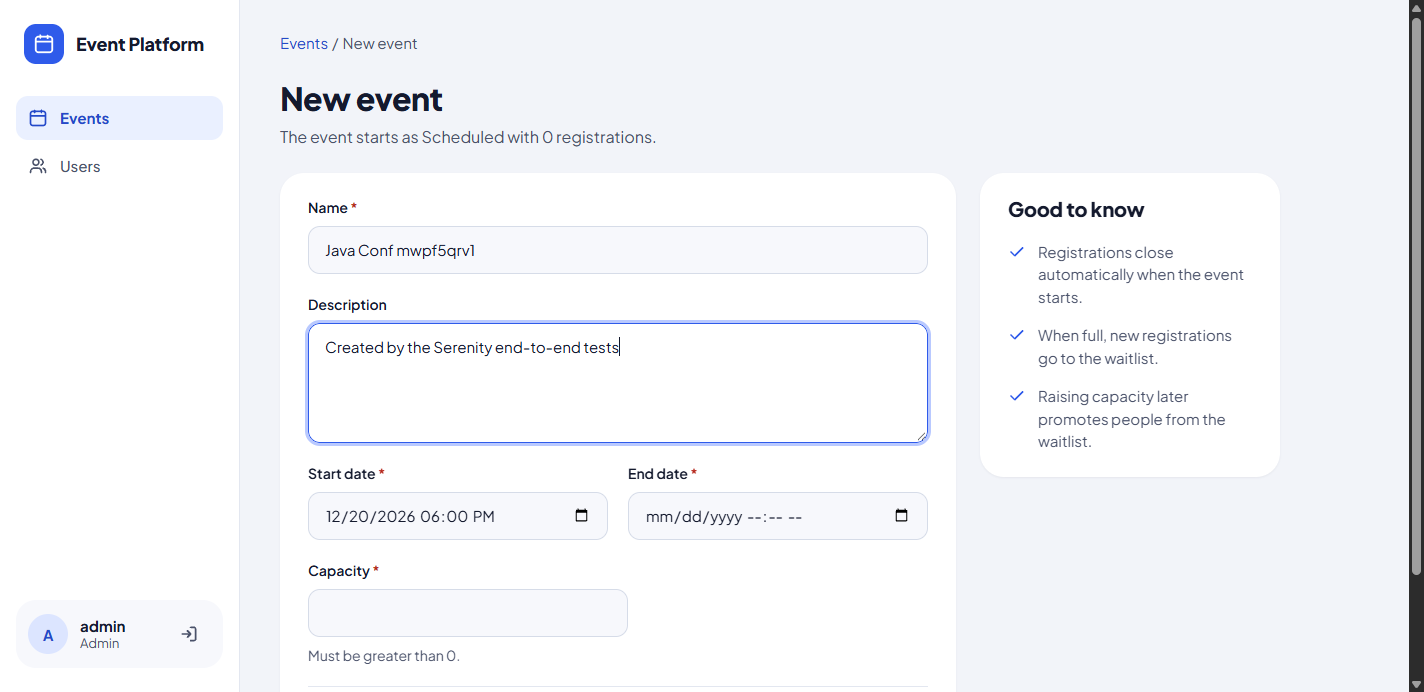 Event Platform
Events
Users
A
admin
Admin
Events / New event
New event
The event starts as Scheduled with 0 registrations.
Name *
Java Conf mwpf5qrv1
Description
Created by the Serenity end-to-end tests
Start date *
End date *
12/20/2026 06:00 PM
mm/dd/yyyy --:-- --
Capacity *
Must be greater than 0.
Good to know
Registrations close
automatically when the event
starts.
When full, new registrations
go to the waitlist.
Raising capacity later
promotes people from the
waitlist.